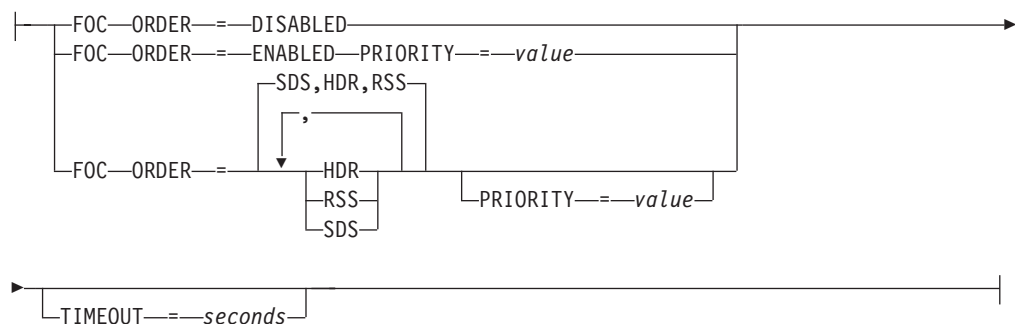 FOC ORDER = DISABLED
FOC ORDER = ENABLED PRIORITY = value
SDS,HDR,RSS
,
FOC ORDER = HDR
RSS
SDS
PRIORITY = value
TIMEOUT = seconds